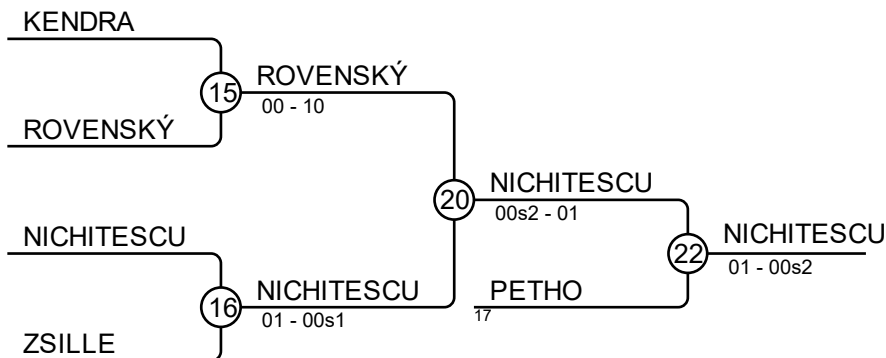 KENDRA
15
ROVENSKÝ
00 - 10
ROVENSKÝ
20
NICHITESCU
00s2 - 01
NICHITESCU
22
NICHITESCU
01 - 00s2
16
NICHITESCU
01 - 00s1
PETHO
17
ZSILLE